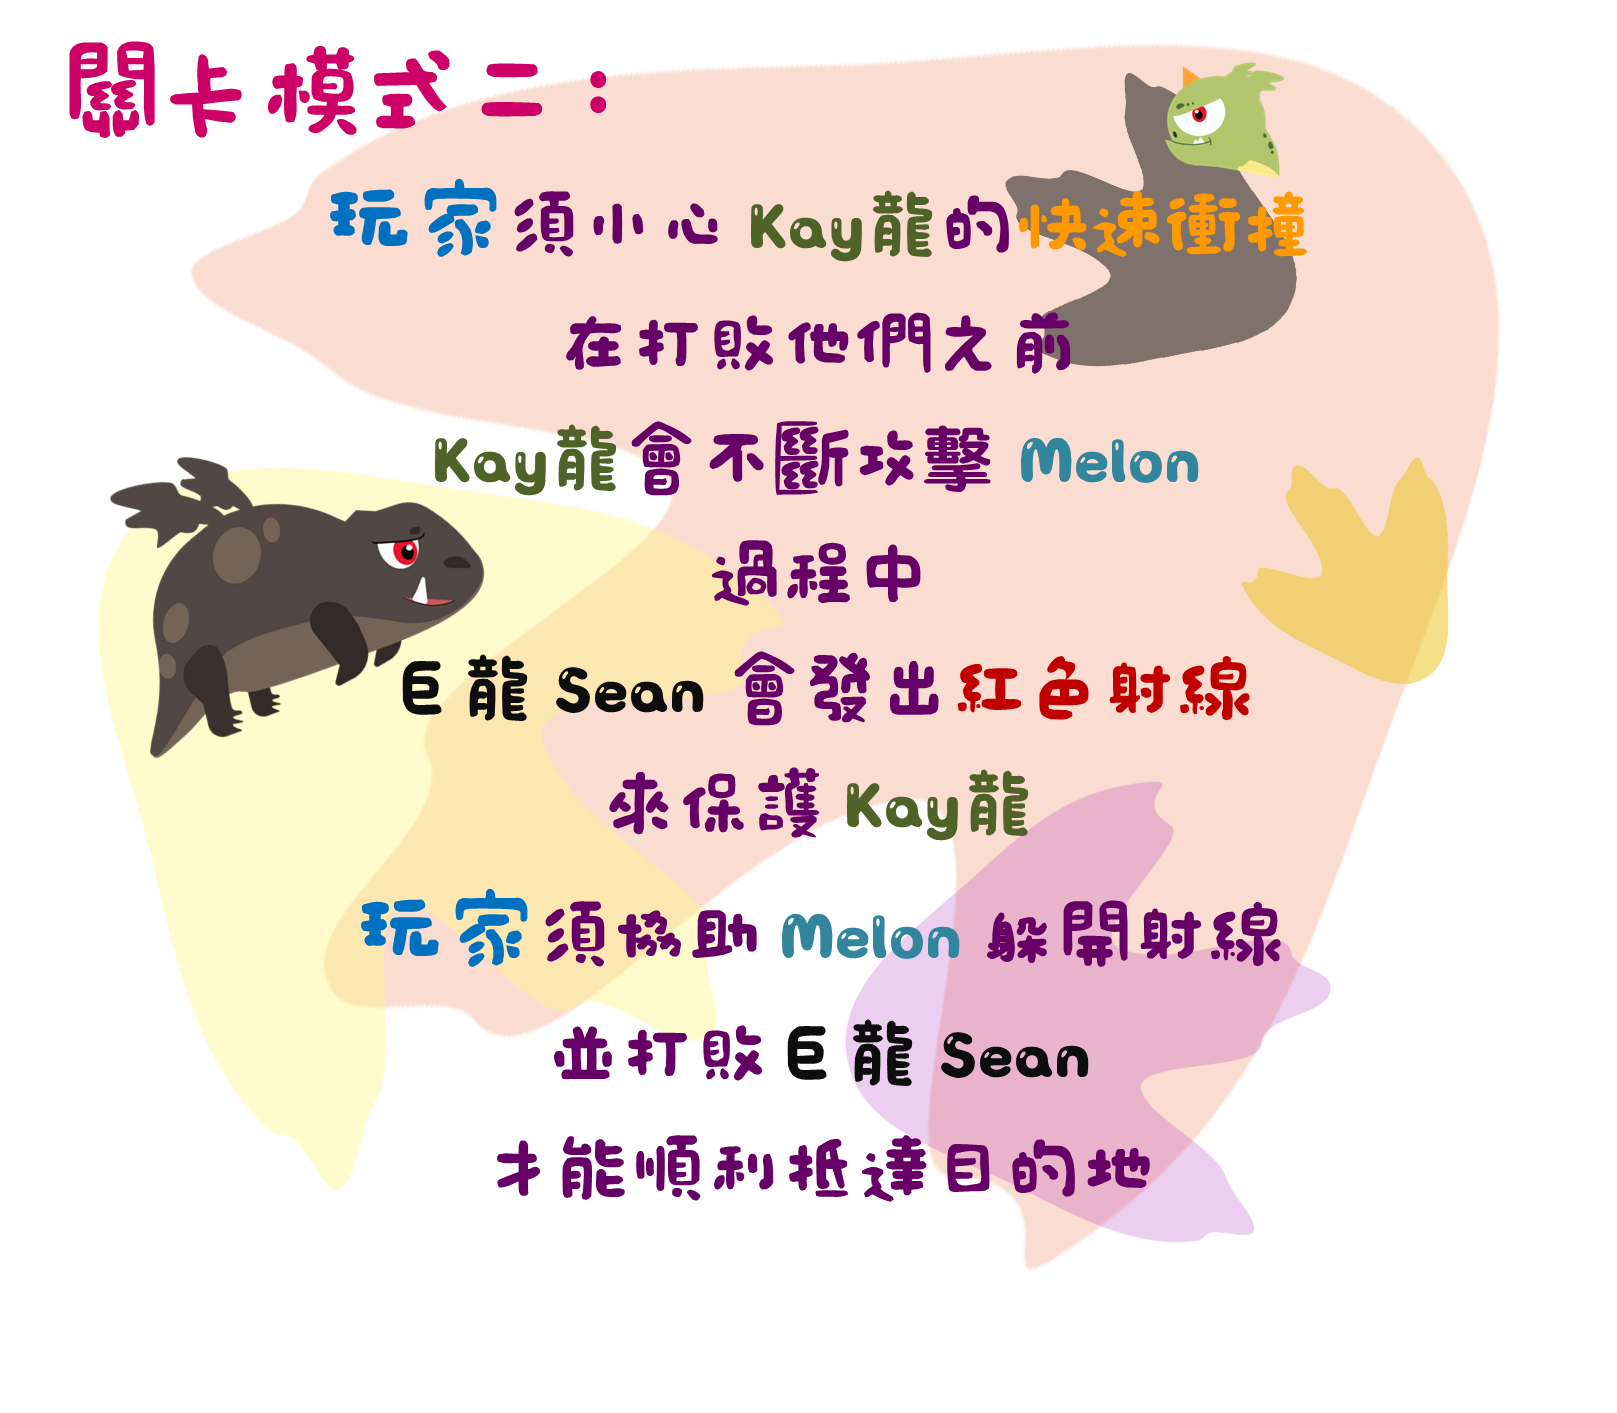 關卡模式二：
玩家須小心 Kay龍的快速衝撞
在打敗他們之前
Kay龍會不斷攻擊 Melon
過程中
巨龍 Sean 會發出紅色射線
來保護 Kay龍
玩家須協助 Melon 躲開射線
並打敗巨龍 Sean
才能順利抵達目的地